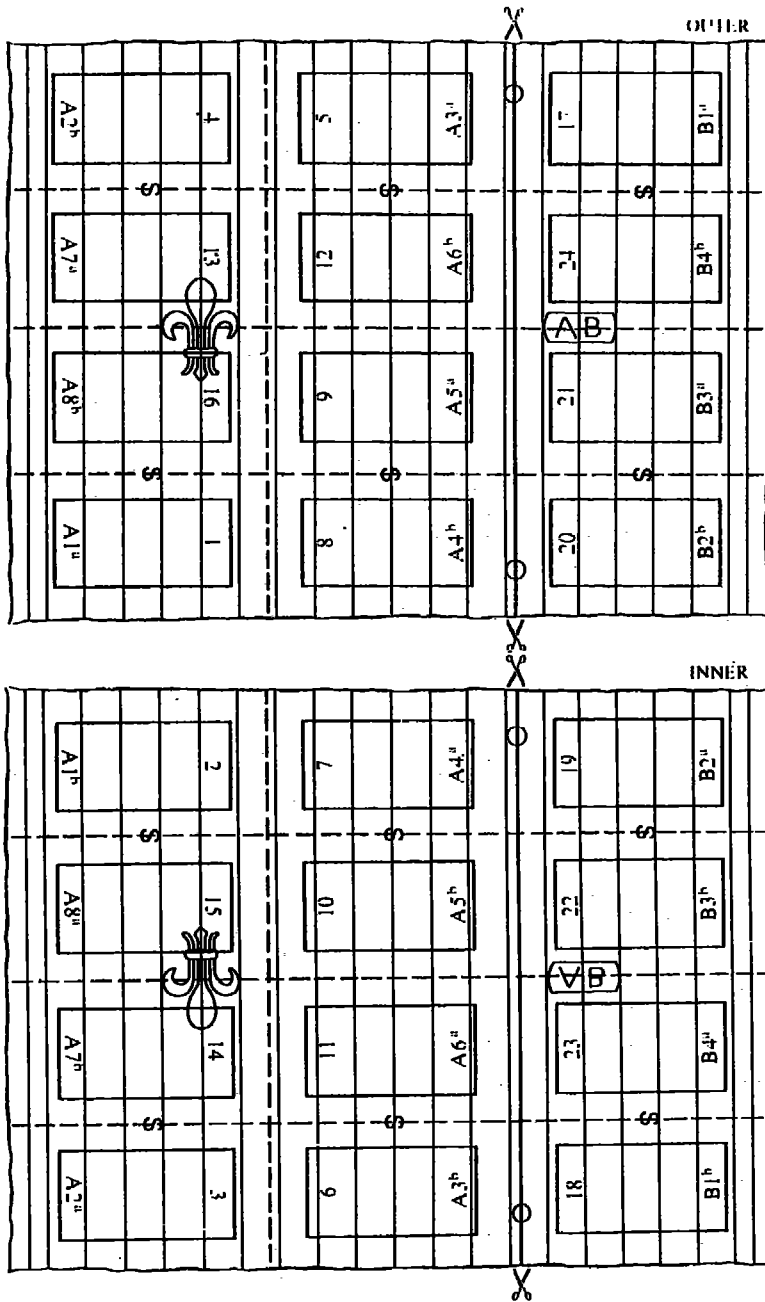 OUTER
A2ᵇ 4 5 A3ᵃ 17 B1ᵃ
S S S
A7ᵃ 13 12 A6ᵇ 24 B4ᵇ
AB
A8ᵇ 16 9 A5ᵃ 21 B3ᵃ
S S S
A1ᵃ 1 8 A4ᵇ 20 B2ᵇ
INNER
A1ᵇ 2 7 A4ᵃ 19 B2ᵃ
S S S
A8ᵃ 15 10 A5ᵇ 22 B3ᵇ
AB
A7ᵇ 14 11 A6ᵃ 23 B4ᵃ
S S S
A2ᵃ 3 6 A3ᵇ 18 B1ᵇ